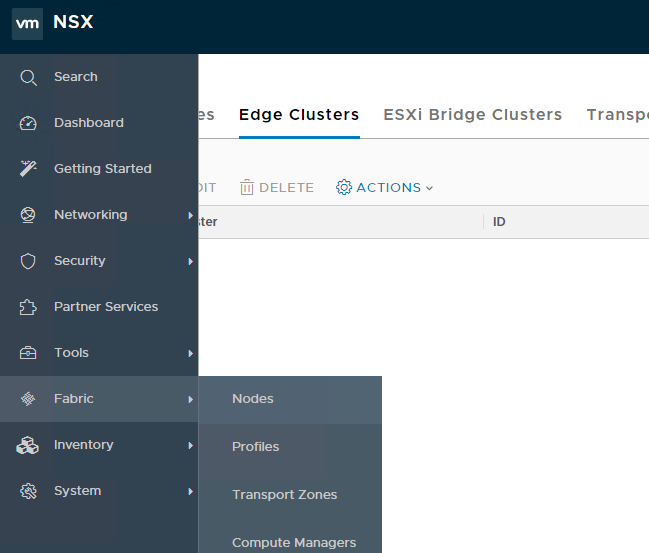 vm NSX
Search
Dashboard
Getting Started
Networking
Security
Partner Services
Tools
Fabric
Inventory
System
Nodes
Profiles
Transport Zones
Compute Managers
es Edge Clusters ESXi Bridge Clusters Transpo
DIT DELETE ACTIONS
ster ID